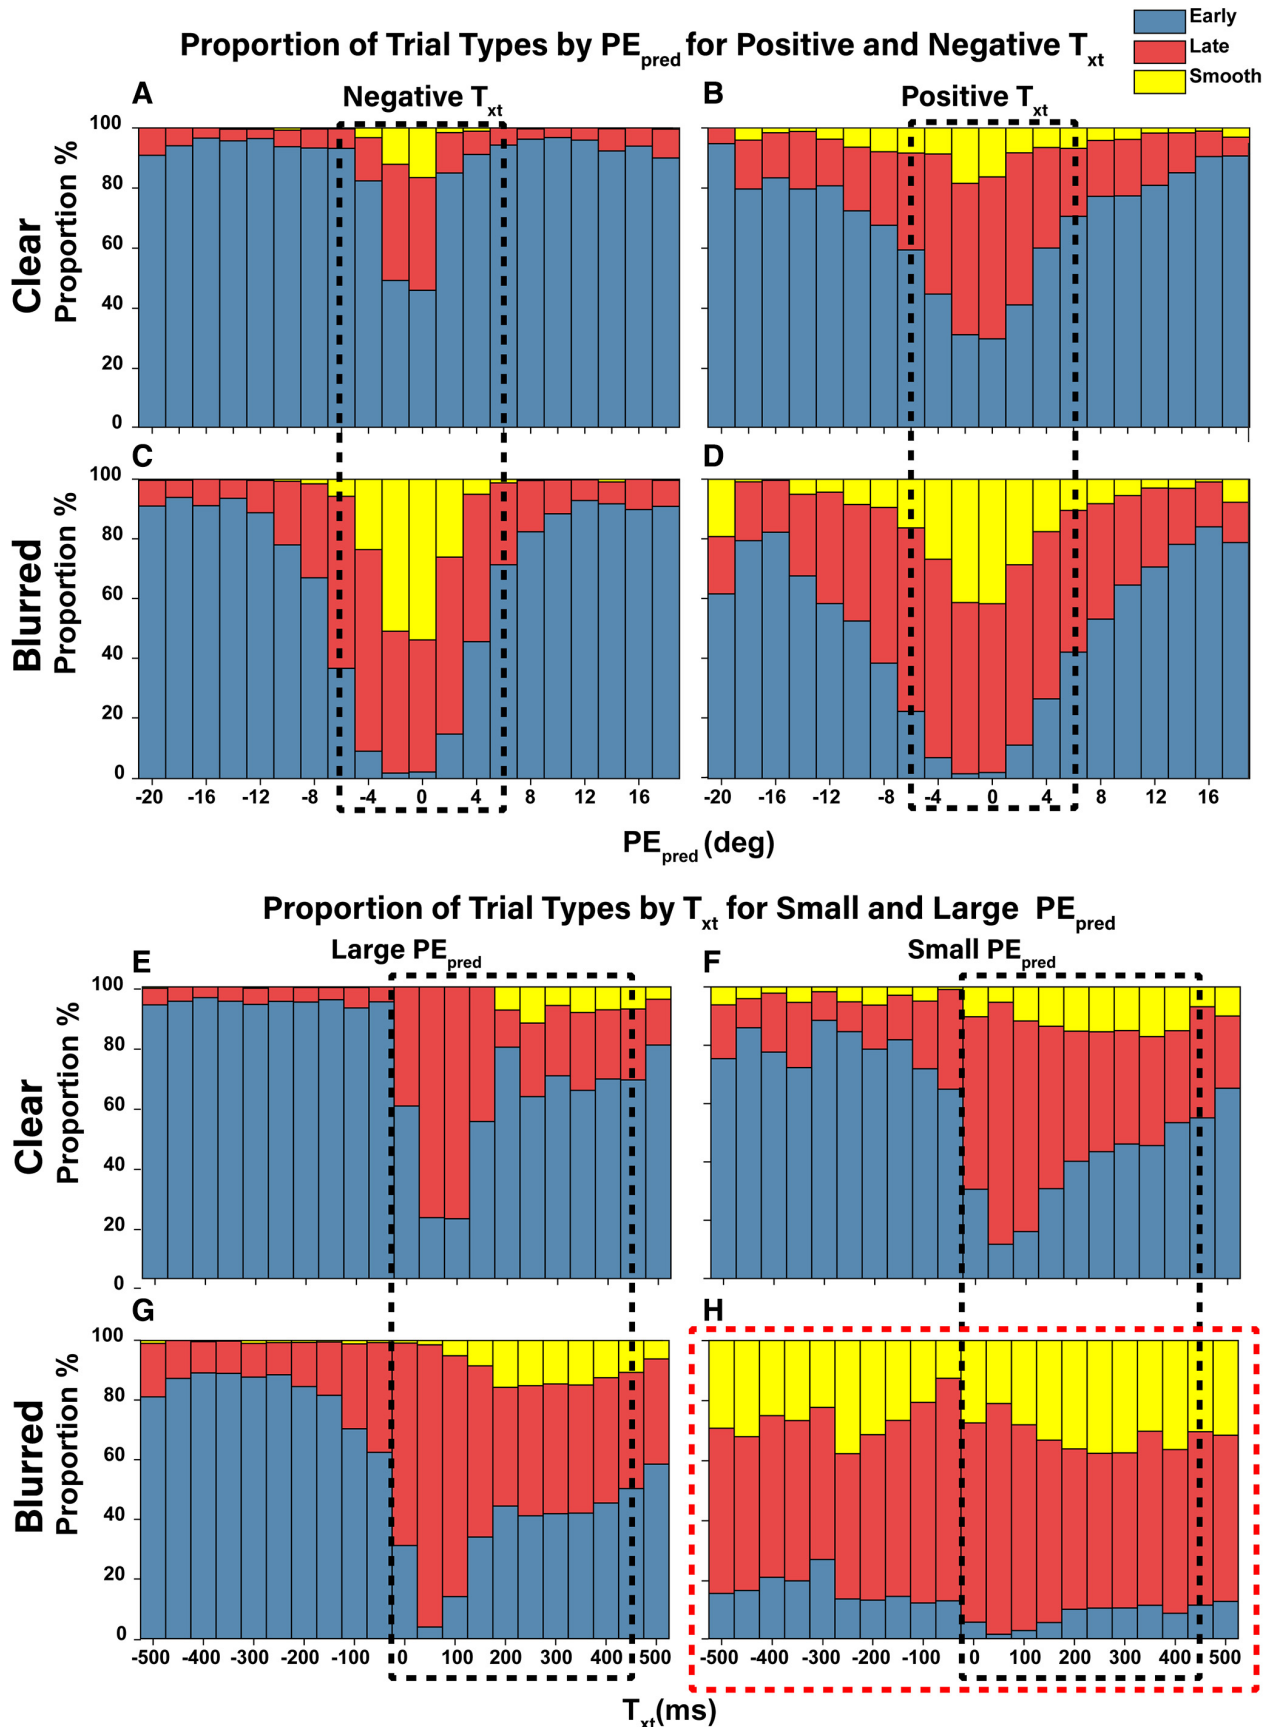 Early
Late
Smooth
Proportion of Trial Types by PEpred for Positive and Negative Txt
A
Negative Txt
B
Positive Txt
Clear
Proportion %
100
80
60
40
20
0
C
D
Blurred
Proportion %
100
80
60
40
20
0
-20 -16 -12 -8 -4 0 4 8 12 16
-20 -16 -12 -8 -4 0 4 8 12 16
PEpred (deg)
Proportion of Trial Types by Txt for Small and Large PEpred
E
Large PEpred
F
Small PEpred
Clear
Proportion %
100
80
60
40
20
0
G
H
Blurred
Proportion %
100
80
60
40
20
0
-500 -400 -300 -200 -100 0 100 200 300 400 500
-500 -400 -300 -200 -100 0 100 200 300 400 500
Txt(ms)